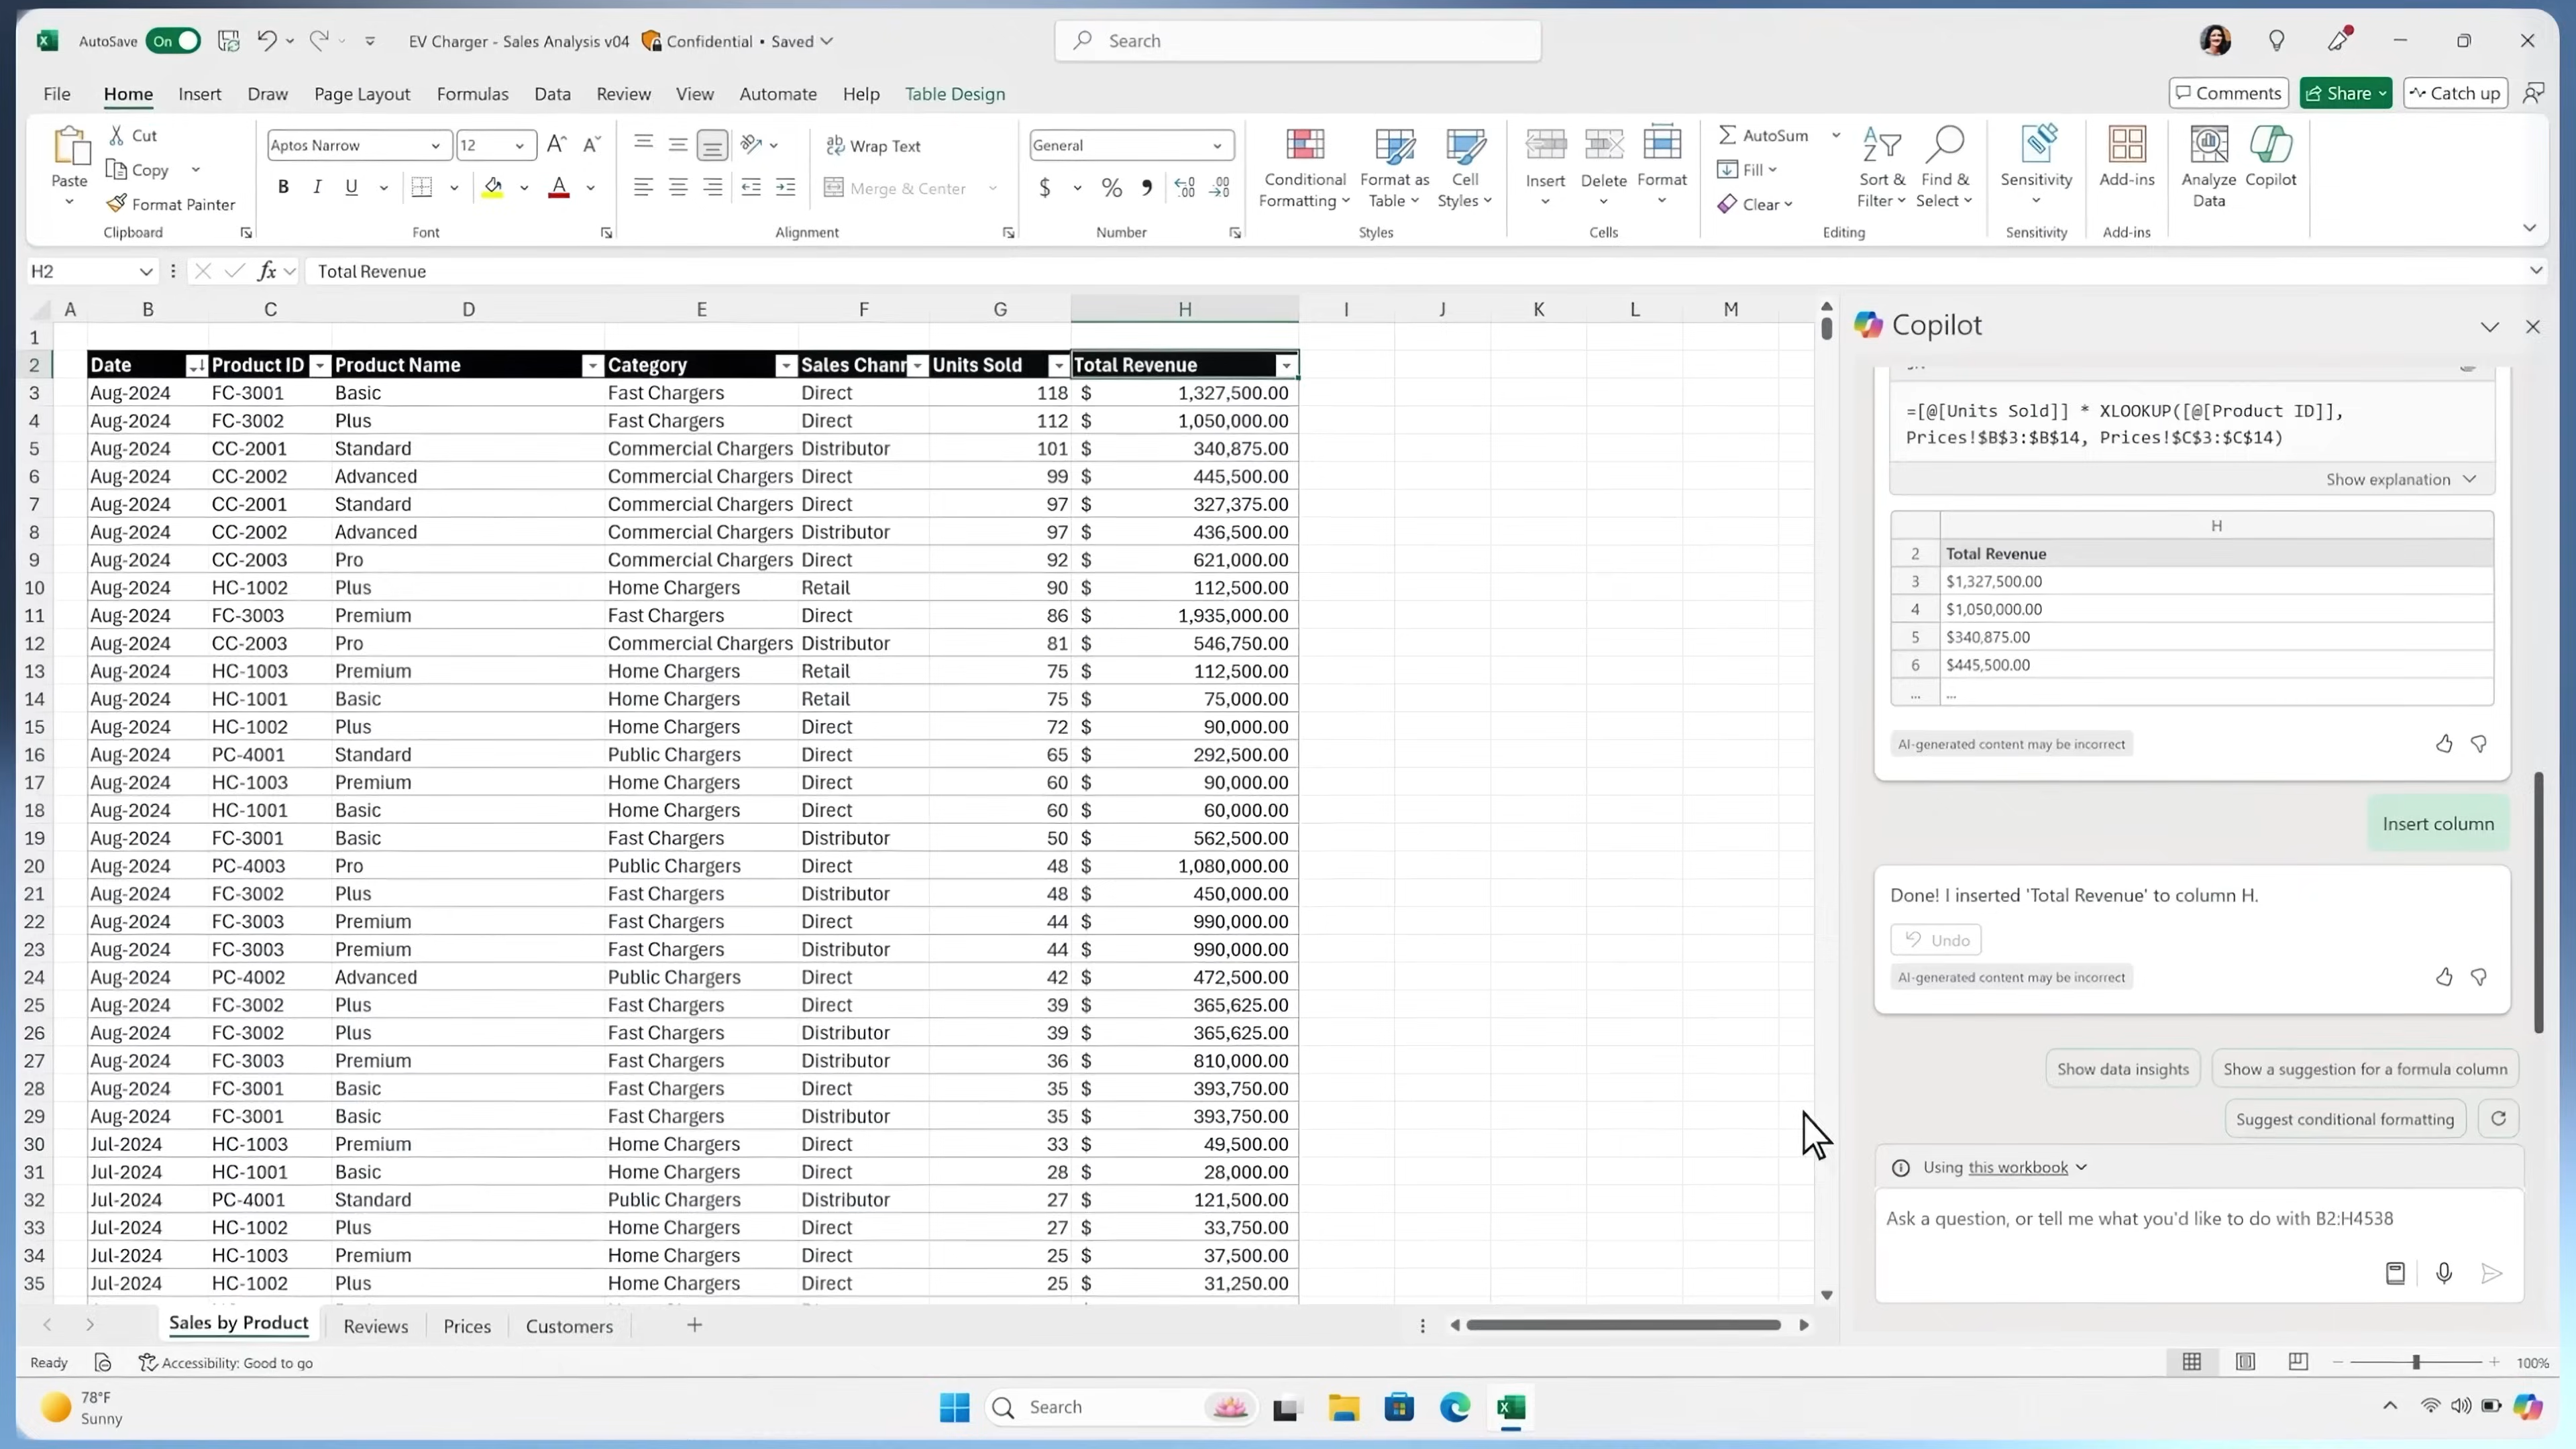 AutoSave On EV Charger - Sales Analysis v04 Confidential • Saved Search
File Home Insert Draw Page Layout Formulas Data Review View Automate Help Table Design Comments Share Catch up
Paste Cut Copy Format Painter Clipboard
Aptos Narrow 12 B I U A Font
Wrap Text Merge & Center Alignment
General $ % Number
Conditional Formatting Format as Table Cell Styles Styles
Insert Delete Format Cells
AutoSum Fill Clear Sort & Filter Find & Select Editing
Sensitivity Sensitivity
Add-ins Add-ins
Analyze Data Copilot
H2 fx Total Revenue
A B C D E F G H I J K L M
1
2 Date Product ID Product Name Category Sales Chanr Units Sold Total Revenue
3 Aug-2024 FC-3001 Basic Fast Chargers Direct 118 $ 1,327,500.00
4 Aug-2024 FC-3002 Plus Fast Chargers Direct 112 $ 1,050,000.00
5 Aug-2024 CC-2001 Standard Commercial Chargers Distributor 101 $ 340,875.00
6 Aug-2024 CC-2002 Advanced Commercial Chargers Direct 99 $ 445,500.00
7 Aug-2024 CC-2001 Standard Commercial Chargers Direct 97 $ 327,375.00
8 Aug-2024 CC-2002 Advanced Commercial Chargers Distributor 97 $ 436,500.00
9 Aug-2024 CC-2003 Pro Commercial Chargers Direct 92 $ 621,000.00
10 Aug-2024 HC-1002 Plus Home Chargers Retail 90 $ 112,500.00
11 Aug-2024 FC-3003 Premium Fast Chargers Direct 86 $ 1,935,000.00
12 Aug-2024 CC-2003 Pro Commercial Chargers Distributor 81 $ 546,750.00
13 Aug-2024 HC-1003 Premium Home Chargers Retail 75 $ 112,500.00
14 Aug-2024 HC-1001 Basic Home Chargers Retail 75 $ 75,000.00
15 Aug-2024 HC-1002 Plus Home Chargers Direct 72 $ 90,000.00
16 Aug-2024 PC-4001 Standard Public Chargers Direct 65 $ 292,500.00
17 Aug-2024 HC-1003 Premium Home Chargers Direct 60 $ 90,000.00
18 Aug-2024 HC-1001 Basic Home Chargers Direct 60 $ 60,000.00
19 Aug-2024 FC-3001 Basic Fast Chargers Distributor 50 $ 562,500.00
20 Aug-2024 PC-4003 Pro Public Chargers Direct 48 $ 1,080,000.00
21 Aug-2024 FC-3002 Plus Fast Chargers Distributor 48 $ 450,000.00
22 Aug-2024 FC-3003 Premium Fast Chargers Direct 44 $ 990,000.00
23 Aug-2024 FC-3003 Premium Fast Chargers Distributor 44 $ 990,000.00
24 Aug-2024 PC-4002 Advanced Public Chargers Direct 42 $ 472,500.00
25 Aug-2024 FC-3002 Plus Fast Chargers Direct 39 $ 365,625.00
26 Aug-2024 FC-3002 Plus Fast Chargers Distributor 39 $ 365,625.00
27 Aug-2024 FC-3003 Premium Fast Chargers Distributor 36 $ 810,000.00
28 Aug-2024 FC-3001 Basic Fast Chargers Direct 35 $ 393,750.00
29 Aug-2024 FC-3001 Basic Fast Chargers Distributor 35 $ 393,750.00
30 Jul-2024 HC-1003 Premium Home Chargers Direct 33 $ 49,500.00
31 Jul-2024 HC-1001 Basic Home Chargers Direct 28 $ 28,000.00
32 Jul-2024 PC-4001 Standard Public Chargers Distributor 27 $ 121,500.00
33 Jul-2024 HC-1002 Plus Home Chargers Direct 27 $ 33,750.00
34 Jul-2024 HC-1003 Premium Home Chargers Direct 25 $ 37,500.00
35 Jul-2024 HC-1002 Plus Home Chargers Direct 25 $ 31,250.00
Copilot
=[@[Units Sold]] * XLOOKUP([@[Product ID]],
Prices!$B$3:$B$14, Prices!$C$3:$C$14)
Show explanation
H
2 Total Revenue
3 $1,327,500.00
4 $1,050,000.00
5 $340,875.00
6 $445,500.00
... ...
AI-generated content may be incorrect
Insert column
Done! I inserted 'Total Revenue' to column H.
Undo
AI-generated content may be incorrect
Show data insights Show a suggestion for a formula column
Suggest conditional formatting
Using this workbook
Ask a question, or tell me what you'd like to do with B2:H4538
Sales by Product Reviews Prices Customers
Ready Accessibility: Good to go 100%
78°F
Sunny
Search